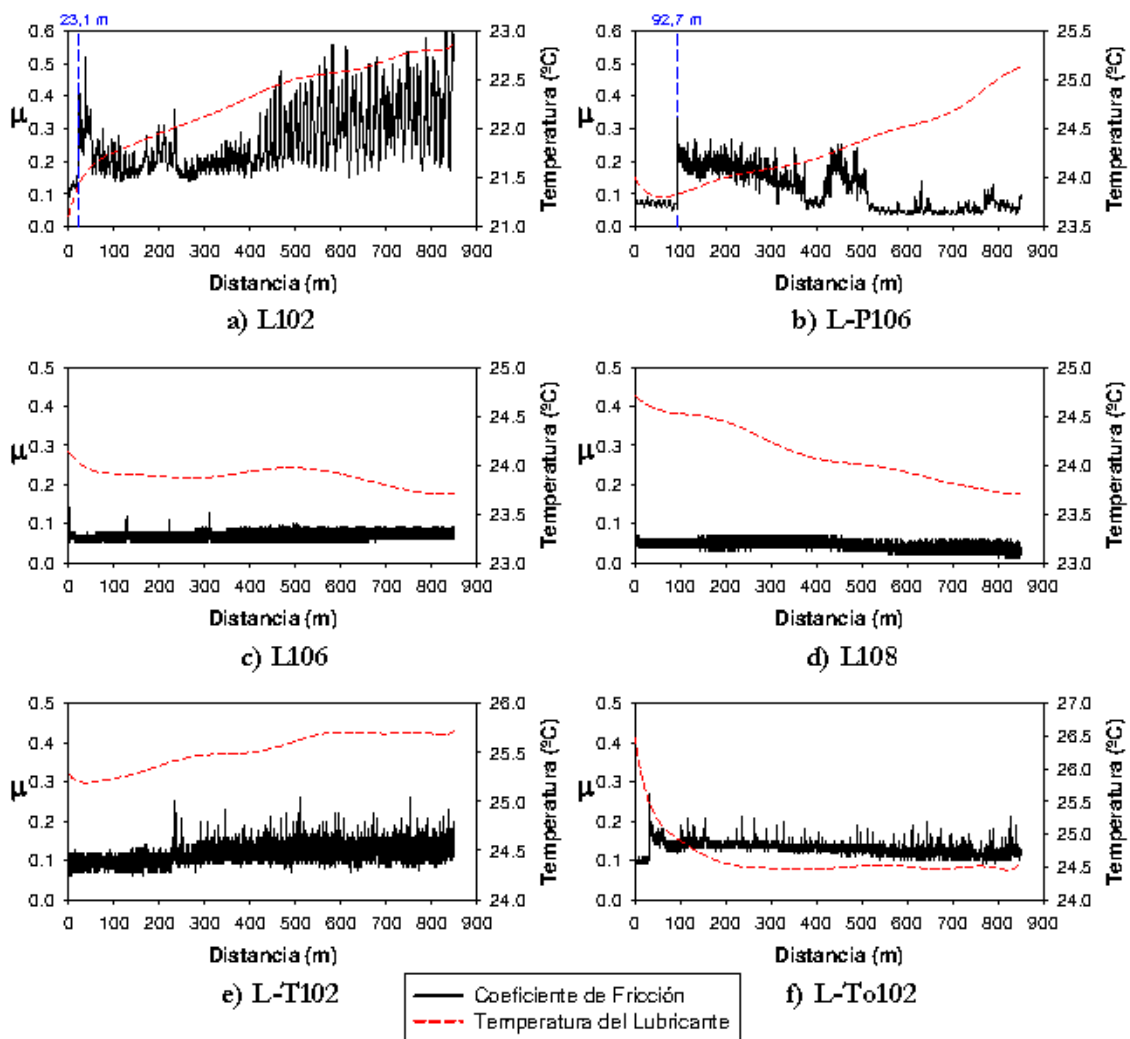 23,1 m
92,7 m
0.6 23.0 0.6 25.5
0.5 22.5 0.5 25.0
0.4 0.4
0.3 22.0 0.3 24.5
0.2 21.5 0.2 24.0
0.1 0.1
0.0 21.0 0.0 23.5
μ Temperatura (ºC) μ Temperatura (ºC)
0 100 200 300 400 500 600 700 800 900 0 100 200 300 400 500 600 700 800 900
Distancia (m) Distancia (m)
a) L102 b) L-P106
0.5 25.0 0.5 25.0
0.4 24.5 0.4 24.5
0.3 24.0 0.3 24.0
0.2 0.2
0.1 23.5 0.1 23.5
0.0 23.0 0.0 23.0
μ Temperatura (ºC) μ Temperatura (ºC)
0 100 200 300 400 500 600 700 800 900 0 100 200 300 400 500 600 700 800 900
Distancia (m) Distancia (m)
c) L106 d) L108
0.5 26.0 0.5 27.0
0.4 25.5 0.4 26.5
0.3 0.3 26.0
0.2 25.0 0.2 25.5
0.1 24.5 0.1 25.0
24.5
0.0 24.0 0.0 24.0
μ Temperatura (ºC) μ Temperatura (ºC)
0 100 200 300 400 500 600 700 800 900 0 100 200 300 400 500 600 700 800 900
Distancia (m) Distancia (m)
e) L-T102 f) L-To102
Coeficiente de Fricción
Temperatura del Lubricante